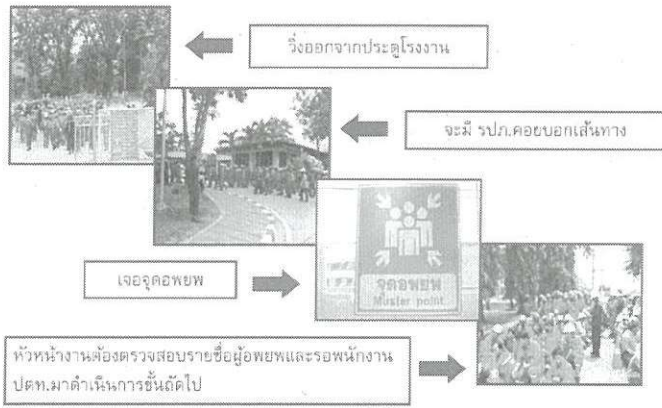 วิ่งออกจากประตูโรงงาน
จะมี รปภ.คอยบอกเส้นทาง
เจอจุดอพยพ
จุดอพยพ
Muster point
หัวหน้างานต้องตรวจสอบรายชื่อผู้อพยพและรอพนักงาน
ปตท.มาดำเนินการขั้นถัดไป